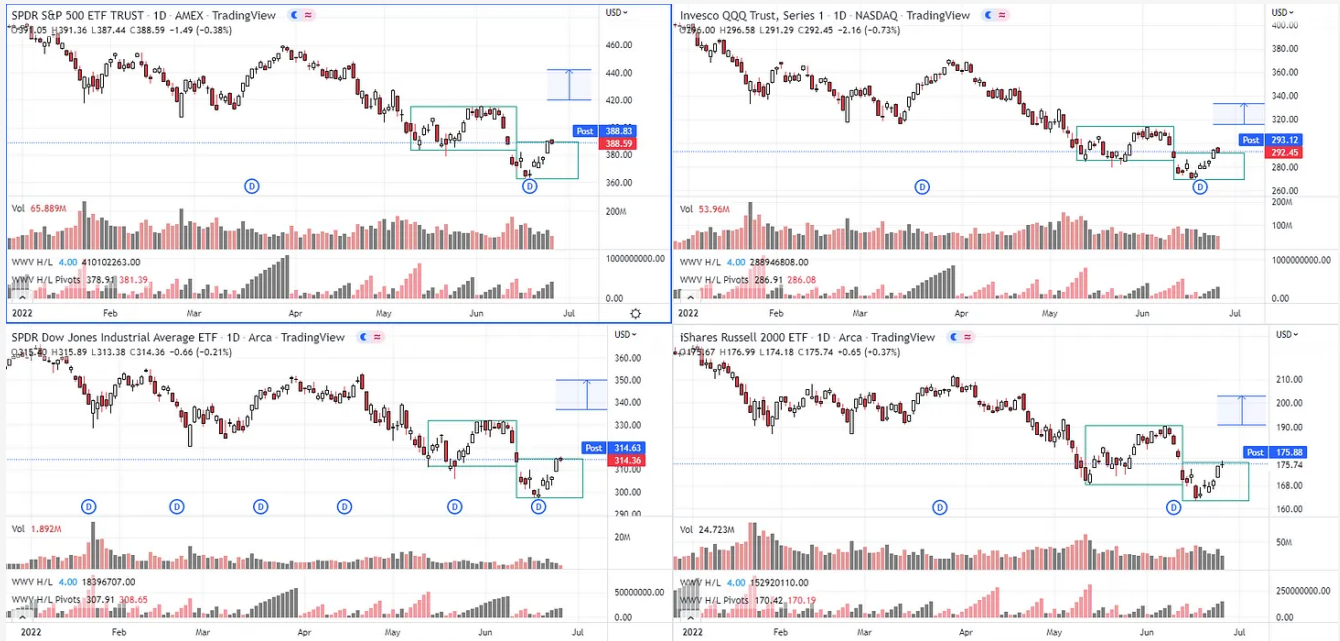 SPDR S&P 500 ETF TRUST · 1D · AMEX · TradingView
USD
O391.05 H391.36 L387.44 C388.59 −1.49 (−0.38%)
460.00
440.00
420.00
400.00
Post 388.83
388.59
380.00
360.00
D D
Vol 65.889M
200M
WWV H/L 4.00 410102263.00
1000000000.00
WWV H/L Pivots 378.91 381.39
0.00
2022 Feb Mar Apr May Jun Jul
Invesco QQQ Trust, Series 1 · 1D · NASDAQ · TradingView
USD
O296.00 H296.58 L291.29 C292.45 −2.16 (−0.73%)
400.00
380.00
360.00
340.00
320.00
Post 293.12
292.45
280.00
260.00
D D
Vol 53.96M
200M
100M
WWV H/L 4.00 288946808.00
1000000000.00
WWV H/L Pivots 286.91 286.08
0.00
2022 Feb Mar Apr May Jun Jul
SPDR Dow Jones Industrial Average ETF · 1D · Arca · TradingView
USD
H315.89 L313.38 C314.36 −0.66 (−0.21%)
360.00
350.00
340.00
330.00
Post 314.63
314.36
310.00
300.00
290.00
D D D D D D
Vol 1.892M
20M
WWV H/L 4.00 18396707.00
50000000.00
WWV H/L Pivots 307.91 308.65
0.00
2022 Feb Mar Apr May Jun Jul
iShares Russell 2000 ETF · 1D · Arca · TradingView
USD
H176.99 L174.18 C175.74 −0.65 (+0.37%)
210.00
200.00
190.00
Post 175.88
175.74
168.00
160.00
D D
Vol 24.723M
50M
WWV H/L 4.00 152920110.00
250000000.00
WWV H/L Pivots 170.42 170.19
0.00
2022 Feb Mar Apr May Jun Jul